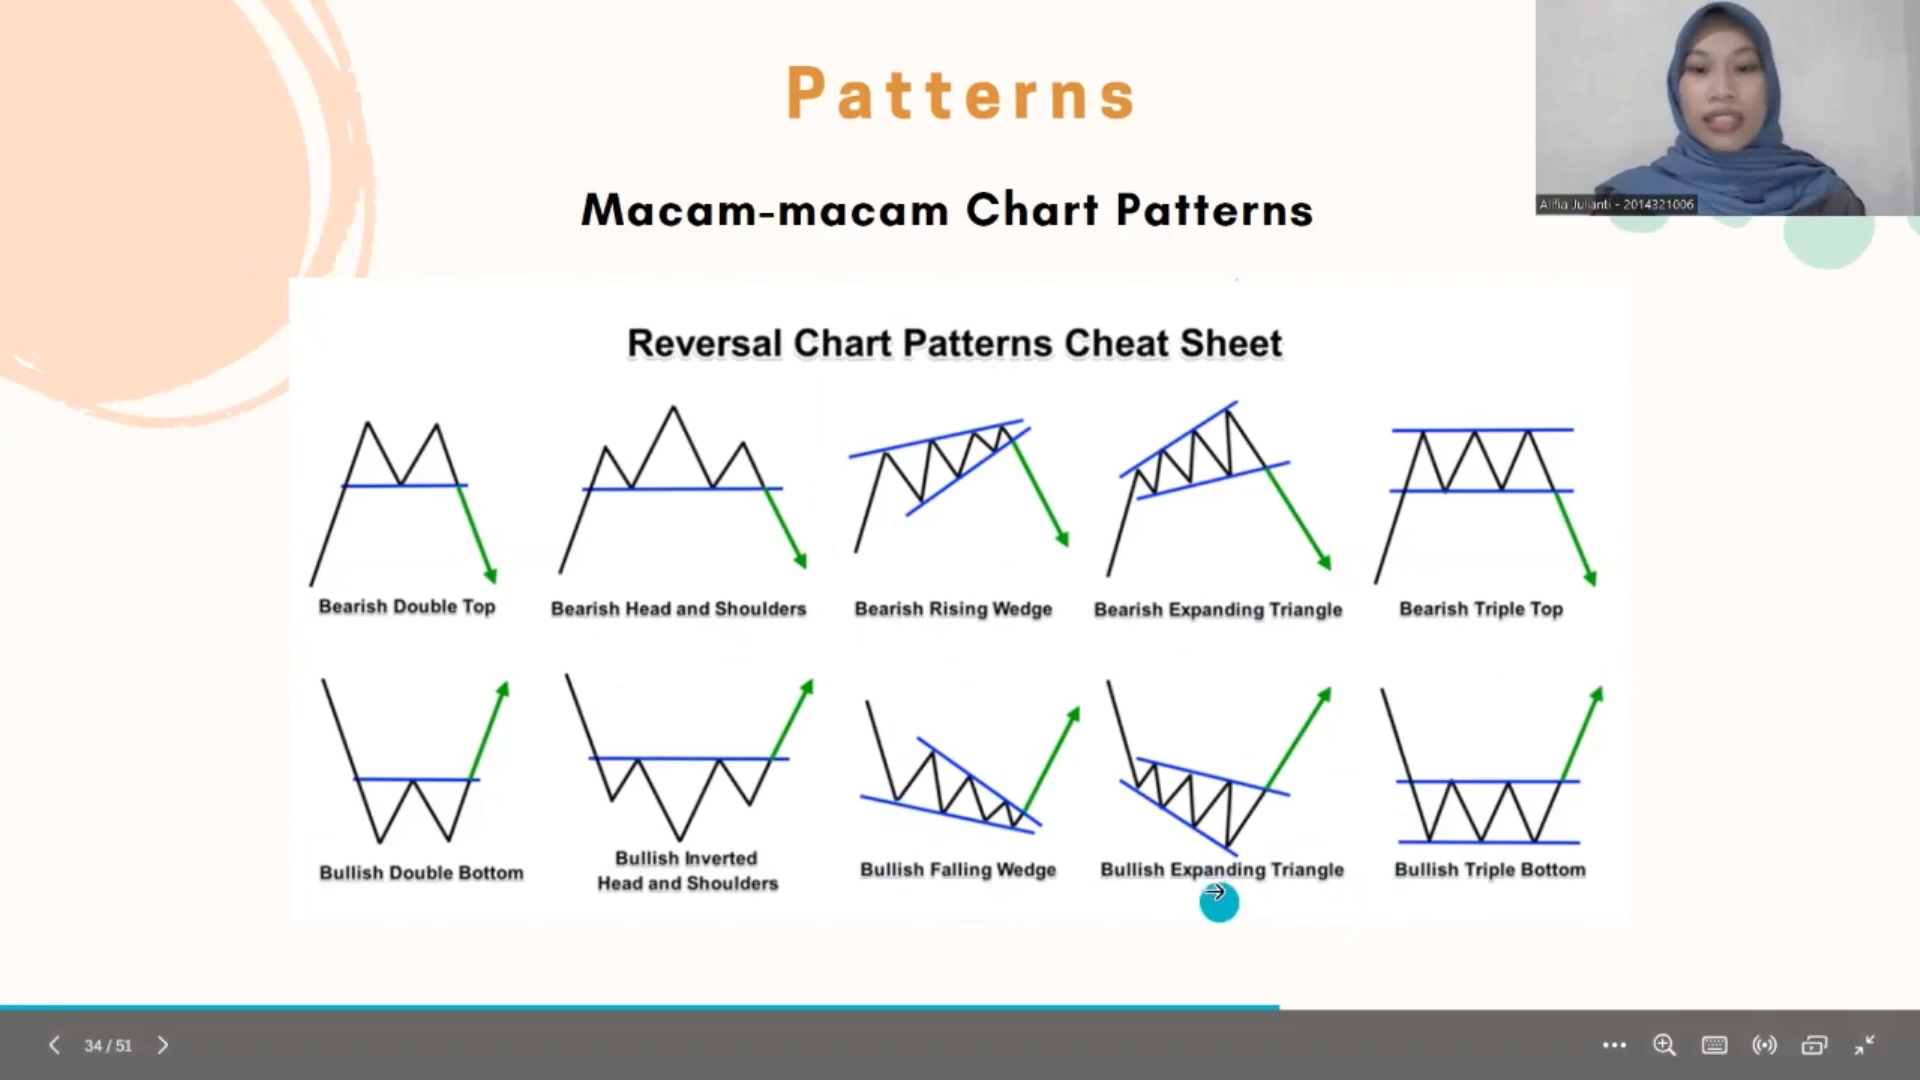 Patterns
Alifia Julianti - 2014321006
Macam-macam Chart Patterns
Reversal Chart Patterns Cheat Sheet
Bearish Double Top
Bearish Head and Shoulders
Bearish Rising Wedge
Bearish Expanding Triangle
Bearish Triple Top
Bullish Double Bottom
Bullish Inverted
Head and Shoulders
Bullish Falling Wedge
Bullish Expanding Triangle
Bullish Triple Bottom
34 / 51